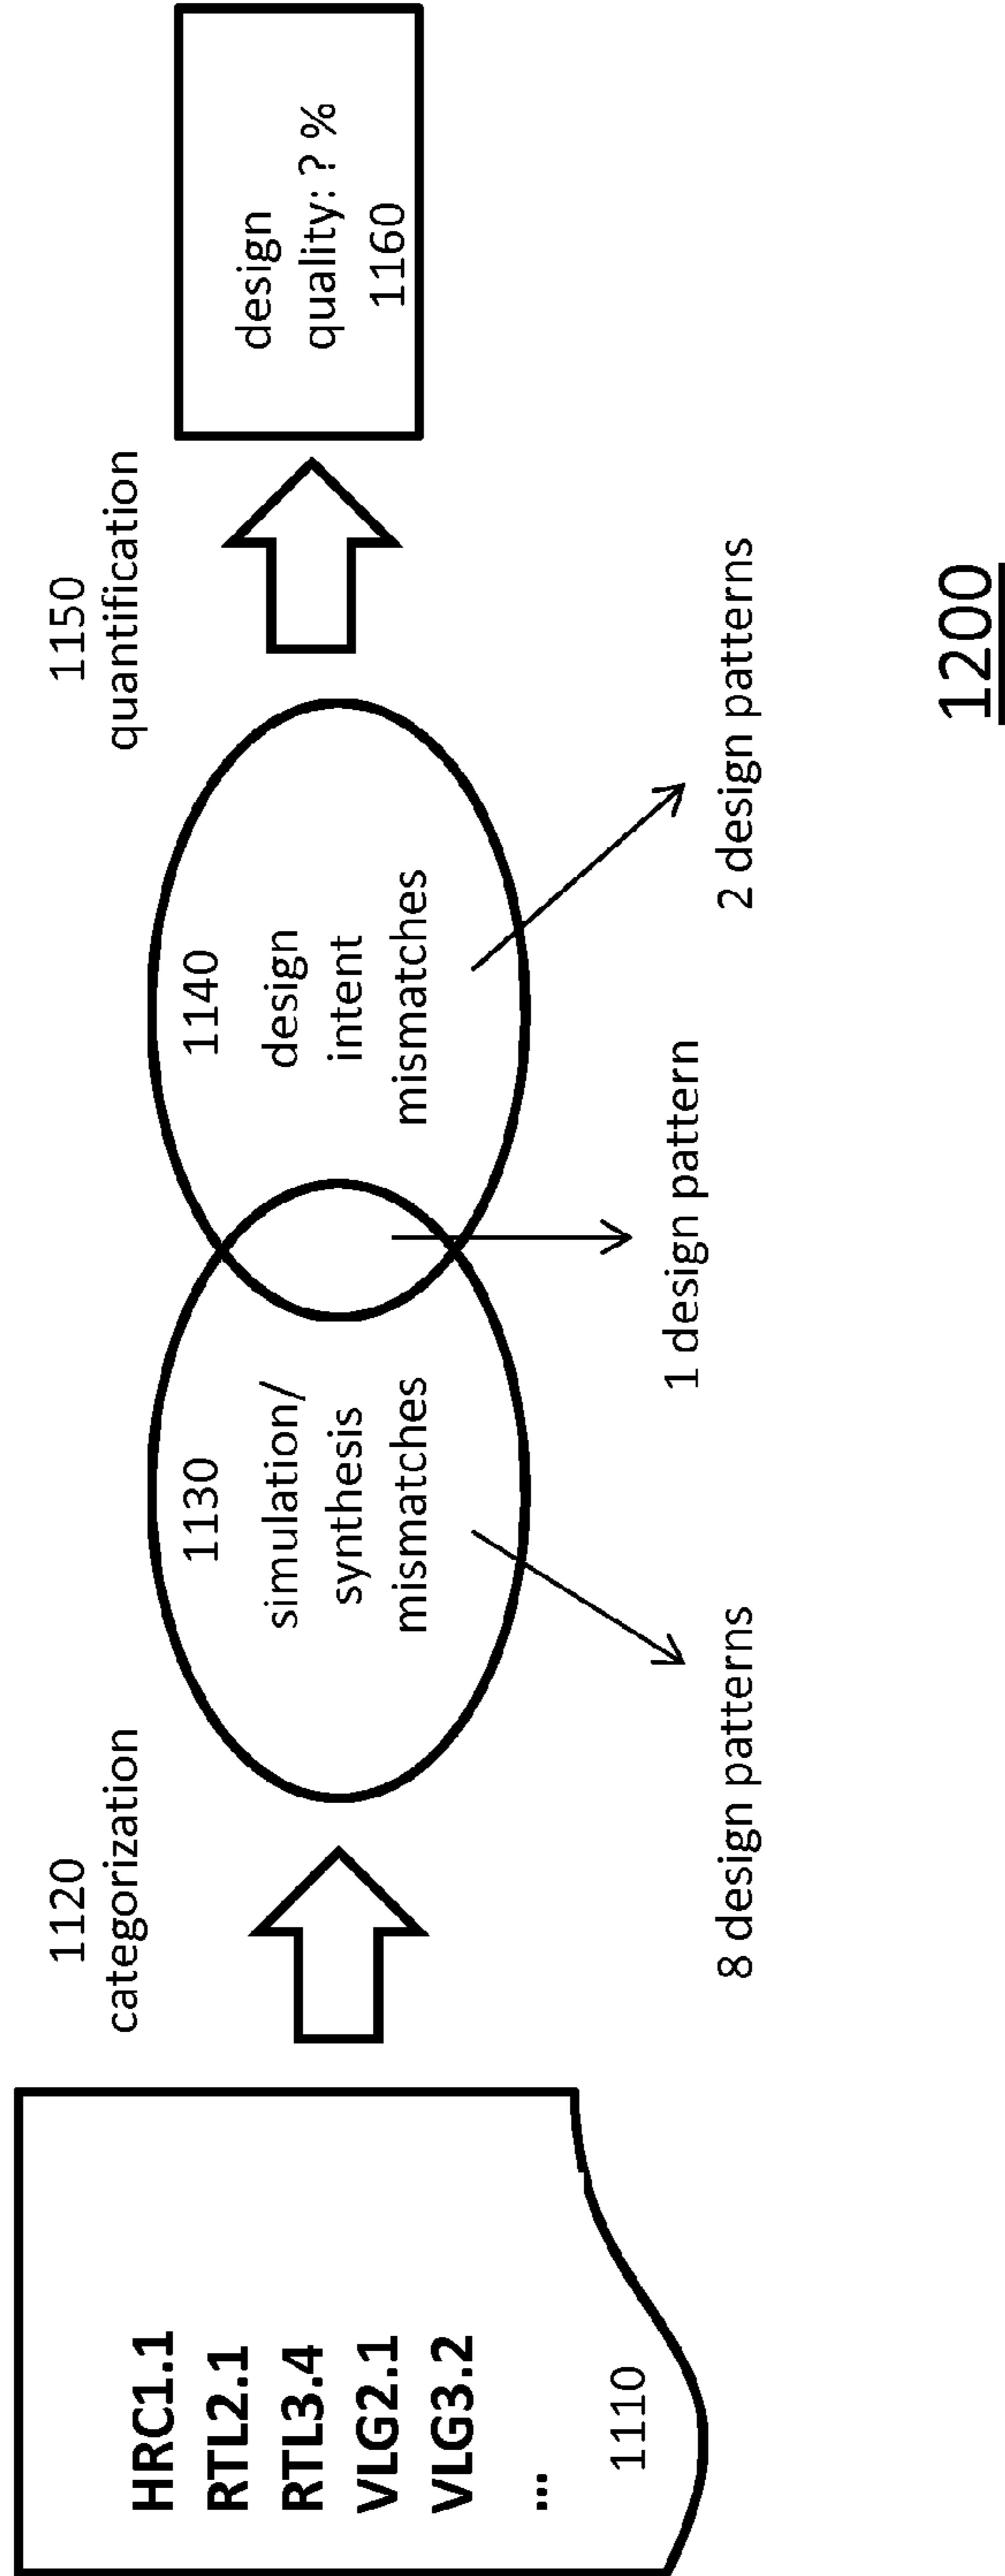 HRC1.1
RTL2.1
RTL3.4
VLG2.1
VLG3.2
...
1110
1120
categorization
1130
simulation/
synthesis
mismatches
1140
design
intent
mismatches
8 design patterns
1 design pattern
2 design patterns
1150
quantification
design
quality: ? %
1160
1200